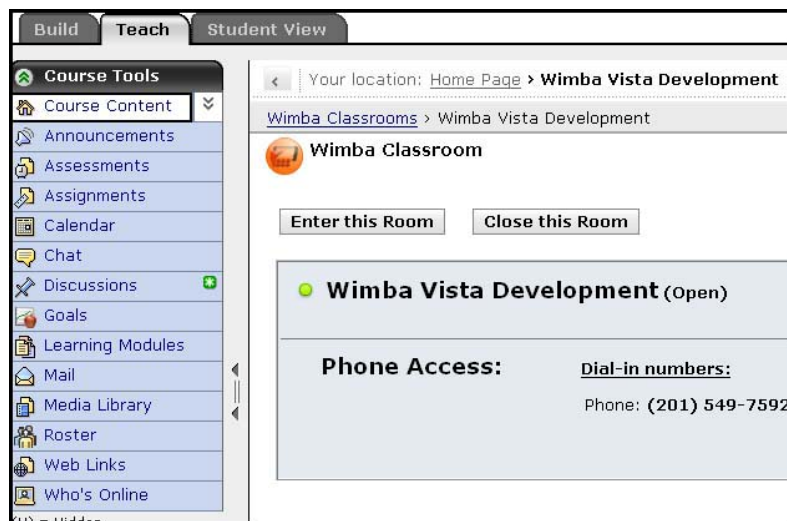 Build Teach Student View
Course Tools
Course Content
Announcements
Assessments
Assignments
Calendar
Chat
Discussions
Goals
Learning Modules
Mail
Media Library
Roster
Web Links
Who's Online
Your location: Home Page › Wimba Vista Development
Wimba Classrooms › Wimba Vista Development
Wimba Classroom
Enter this Room Close this Room
Wimba Vista Development (Open)
Phone Access: Dial-in numbers:
Phone: (201) 549-7592